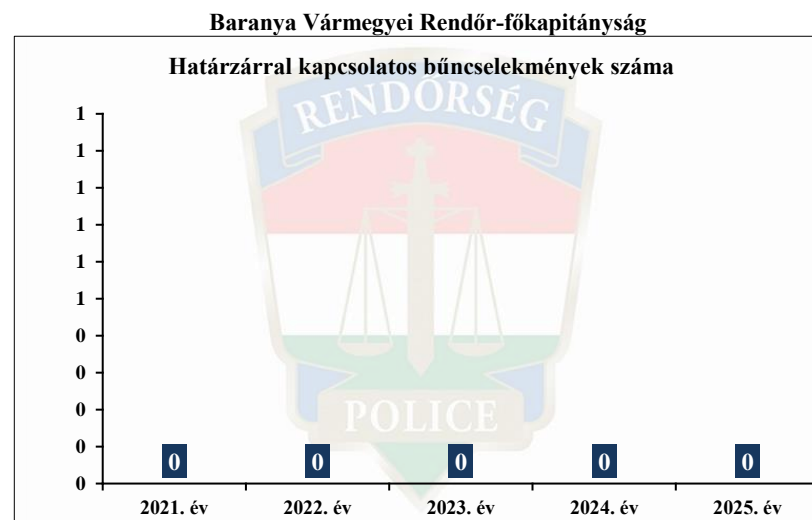 Baranya Vármegyei Rendőr-főkapitányság
Határzárral kapcsolatos bűncselekmények száma
RENDŐRSÉG
1
1
1
1
1
1
0
0
0
0
0
POLICE
0 0 0 0 0
2021. év 2022. év 2023. év 2024. év 2025. év